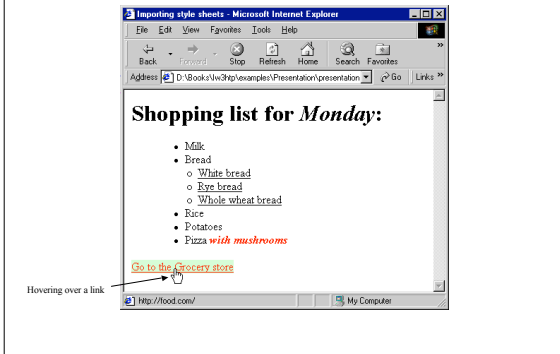 Importing style sheets - Microsoft Internet Explorer
File Edit View Favorites Tools Help
Back Forward Stop Refresh Home Search Favorites »
Address D:\Books\Iw3htp\examples\Presentation\presentation Go Links »
Shopping list for Monday:
• Milk
• Bread
o White bread
o Rye bread
o Whole wheat bread
• Rice
• Potatoes
• Pizza with mushrooms
Go to the Grocery store
Hovering over a link
http://food.com/ My Computer